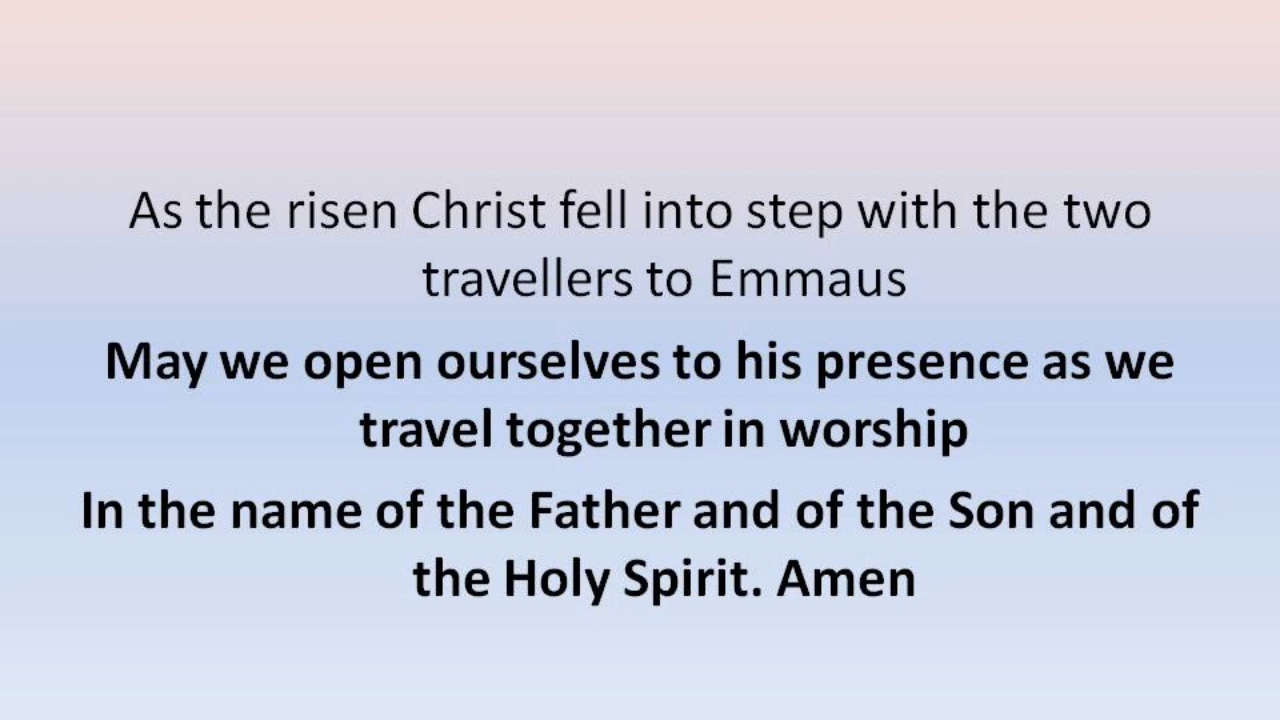 As the risen Christ fell into step with the two
travellers to Emmaus
May we open ourselves to his presence as we
travel together in worship
In the name of the Father and of the Son and of
the Holy Spirit. Amen